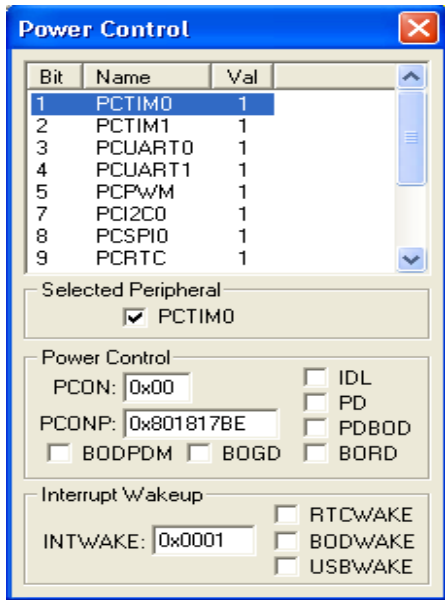 Power Control
Bit Name Val
1 PCTIM0 1
2 PCTIM1 1
3 PCUART0 1
4 PCUART1 1
5 PCPWM 1
7 PCI2C0 1
8 PCSPI0 1
9 PCRTC 1
Selected Peripheral
PCTIM0
Power Control
PCON: 0x00 IDL
PD
PCONP: 0x801817BE PDBOD
BODPDM BOGD BORD
Interrupt Wakeup
RTCWAKE
INTWAKE: 0x0001 BODWAKE
USBWAKE